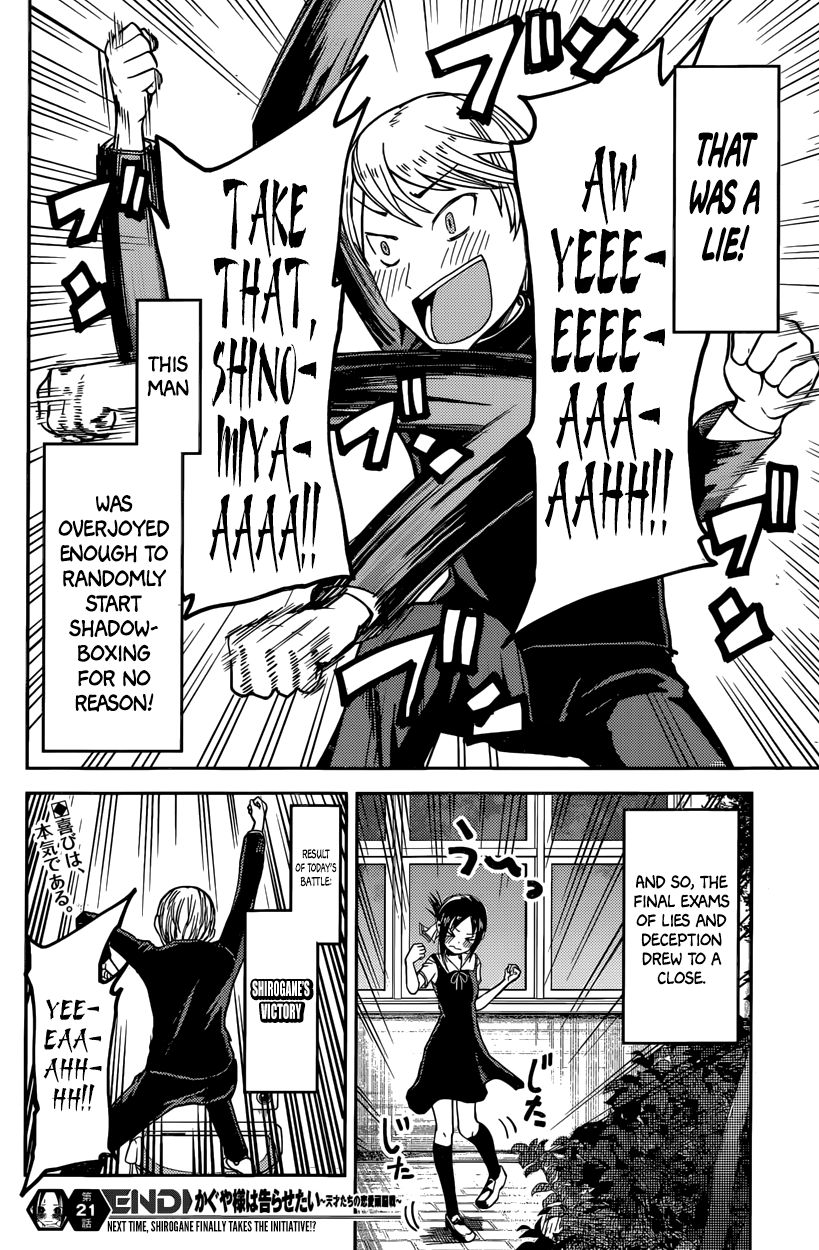 THAT
WAS A
LIE!
AW
YEEE-
EEEE-
AAA-
AAHH!!
TAKE
THAT,
SHINO-
MIYA-
AAAA!!
THIS
MAN
WAS
OVERJOYED
ENOUGH TO
RANDOMLY
START
SHADOW-
BOXING
FOR NO
REASON!
ブン
ブン
ブン
ブン
AND SO, THE
FINAL EXAMS
OF LIES AND
DECEPTION
DREW TO A
CLOSE.
う〜っ
じた
じた
RESULT
OF TODAY'S
BATTLE:
SHIROGANE'S
VICTORY
YEE-
EAA-
AHH-
HH!!
◆喜びは、
本気である。
第21話
END
かぐや様は告らせたい~天才たちの恋愛頭脳戦~
NEXT TIME, SHIROGANE FINALLY TAKES THE INITIATIVE!?